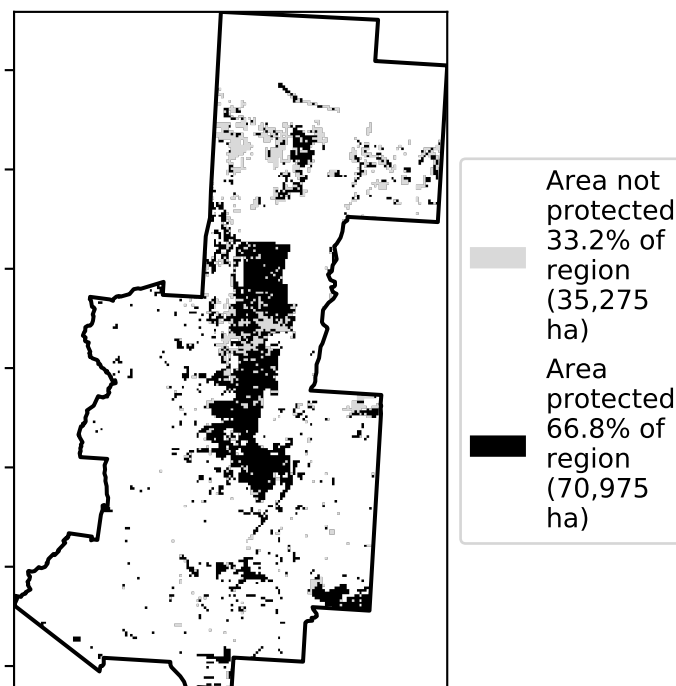 Area not
protected
33.2% of
region
(35,275
ha)
Area
protected
66.8% of
region
(70,975
ha)